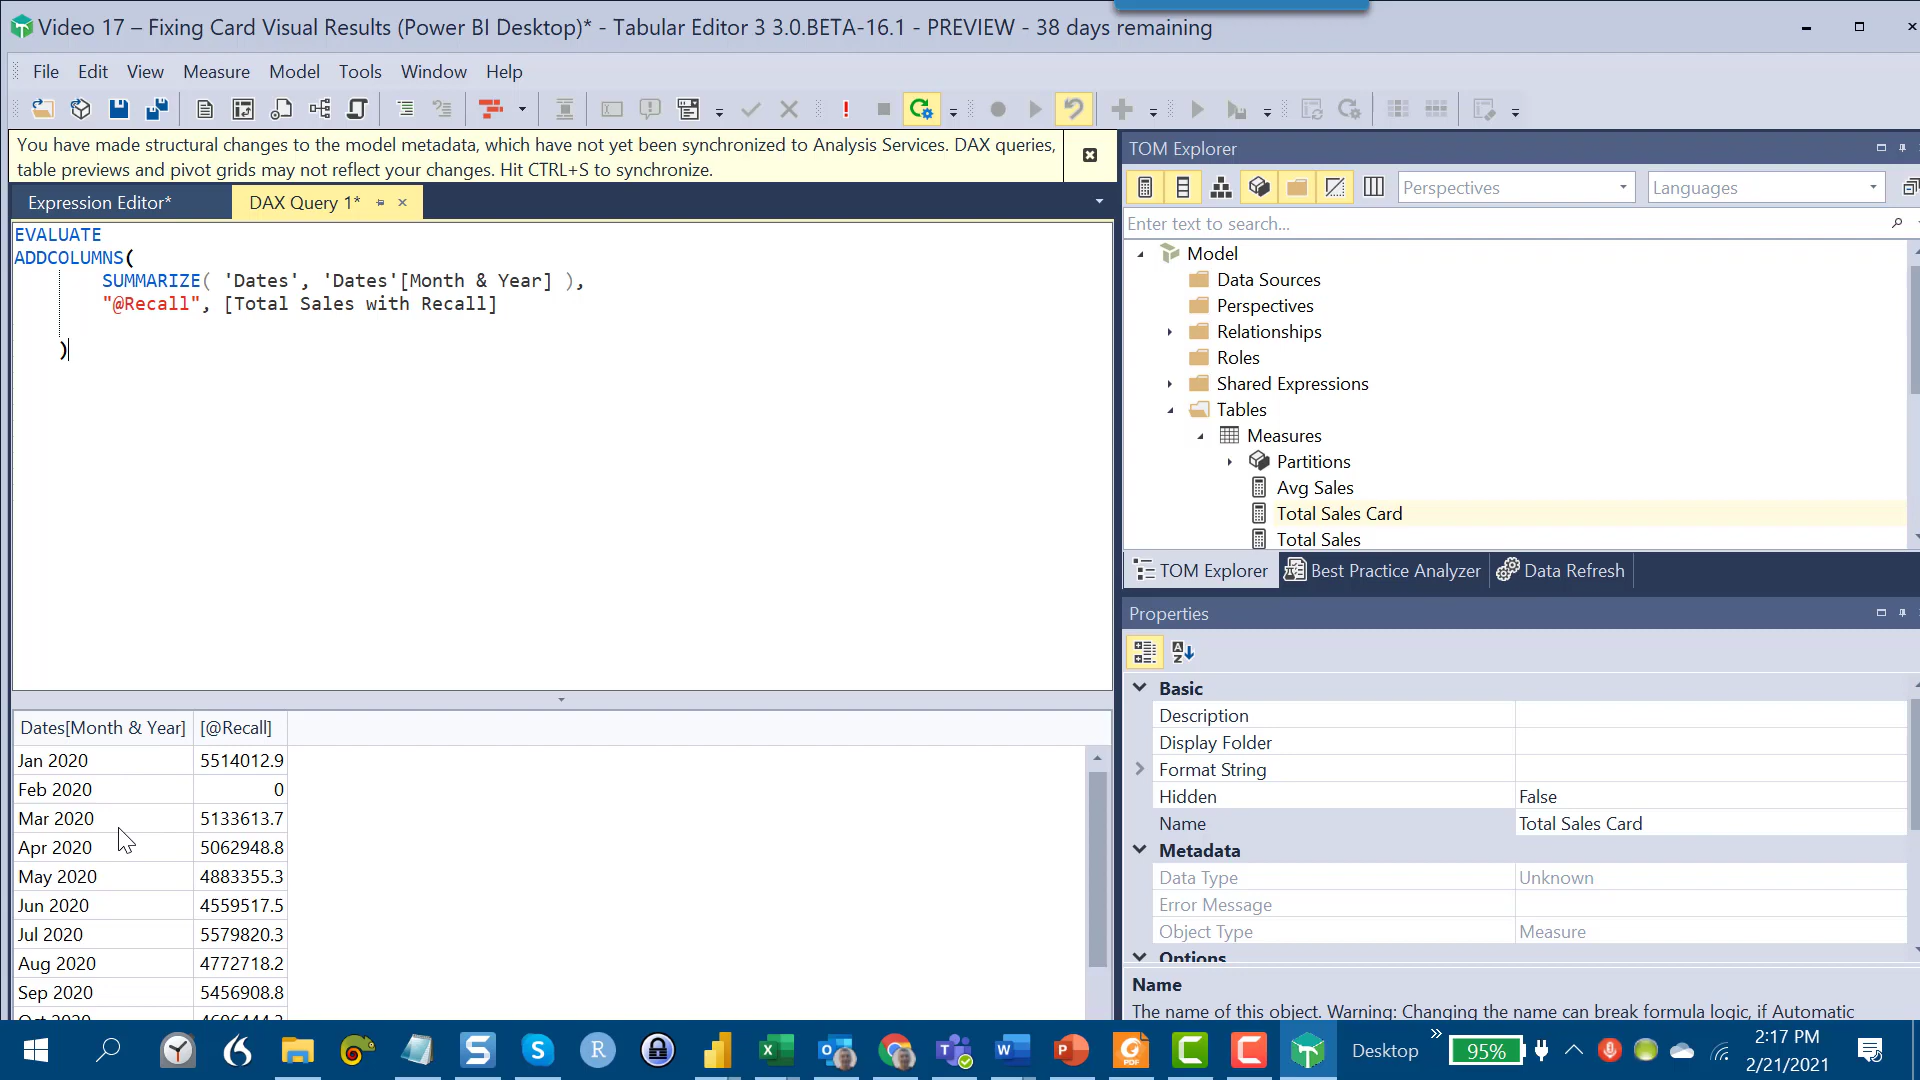 Video 17 – Fixing Card Visual Results (Power BI Desktop)* - Tabular Editor 3 3.0.BETA-16.1 - PREVIEW - 38 days remaining
File Edit View Measure Model Tools Window Help
You have made structural changes to the model metadata, which have not yet been synchronized to Analysis Services. DAX queries,
table previews and pivot grids may not reflect your changes. Hit CTRL+S to synchronize.
Expression Editor* DAX Query 1*
EVALUATE
ADDCOLUMNS(
SUMMARIZE( 'Dates', 'Dates'[Month & Year] ),
"@Recall", [Total Sales with Recall]
)
Dates[Month & Year] [@Recall]
Jan 2020 5514012.9
Feb 2020 0
Mar 2020 5133613.7
Apr 2020 5062948.8
May 2020 4883355.3
Jun 2020 4559517.5
Jul 2020 5579820.3
Aug 2020 4772718.2
Sep 2020 5456908.8
TOM Explorer
Perspectives Languages
Enter text to search...
Model
Data Sources
Perspectives
Relationships
Roles
Shared Expressions
Tables
Measures
Partitions
Avg Sales
Total Sales Card
Total Sales
TOM Explorer Best Practice Analyzer Data Refresh
Properties
Basic
Description
Display Folder
Format String
Hidden False
Name Total Sales Card
Metadata
Data Type Unknown
Error Message
Object Type Measure
Options
Name
The name of this object. Warning: Changing the name can break formula logic, if Automatic
Desktop 95% 2:17 PM
2/21/2021